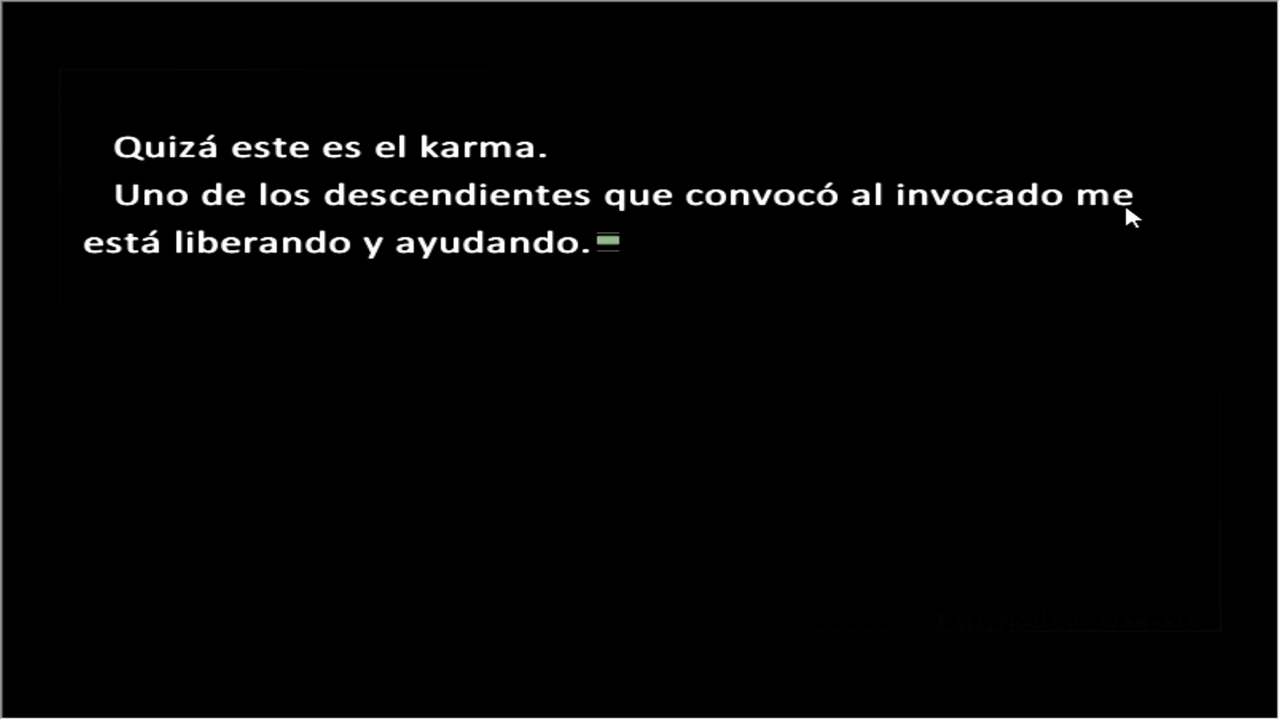 Quizá este es el karma.
Uno de los descendientes que convocó al invocado me
está liberando y ayudando.